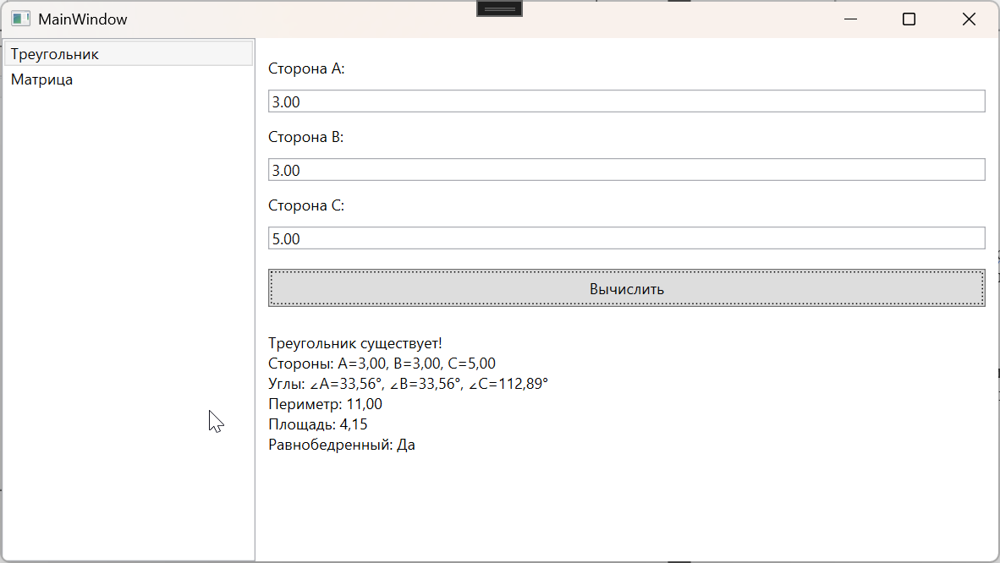 MainWindow
Треугольник
Матрица
Сторона A:
3.00
Сторона B:
3.00
Сторона C:
5.00
Вычислить
Треугольник существует!
Стороны: A=3,00, B=3,00, C=5,00
Углы: ∠A=33,56°, ∠B=33,56°, ∠C=112,89°
Периметр: 11,00
Площадь: 4,15
Равнобедренный: Да